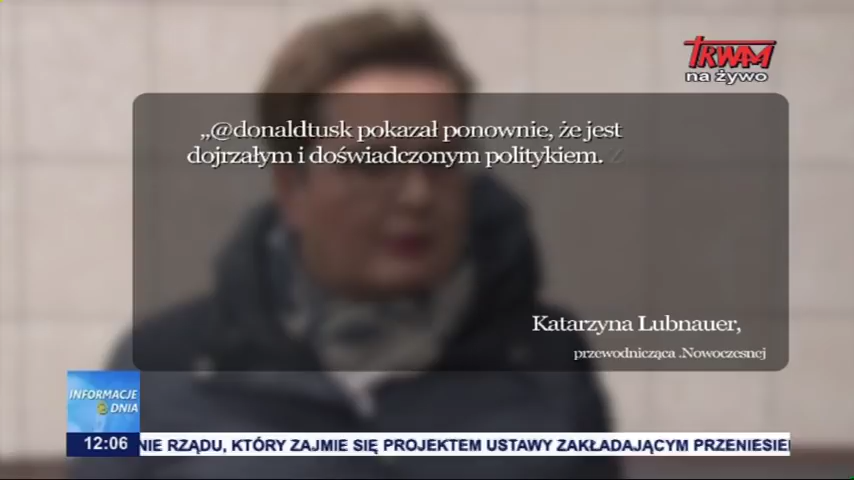 TRWAM
na żywo
„@donaldtusk pokazał ponownie, że jest
dojrzałym i doświadczonym politykiem. Z
Katarzyna Lubnauer,
przewodnicząca .Nowoczesnej
INFORMACJE
DNIA
12:06
NIE RZĄDU, KTÓRY ZAJMIE SIĘ PROJEKTEM USTAWY ZAKŁADAJĄCYM PRZENIESIE